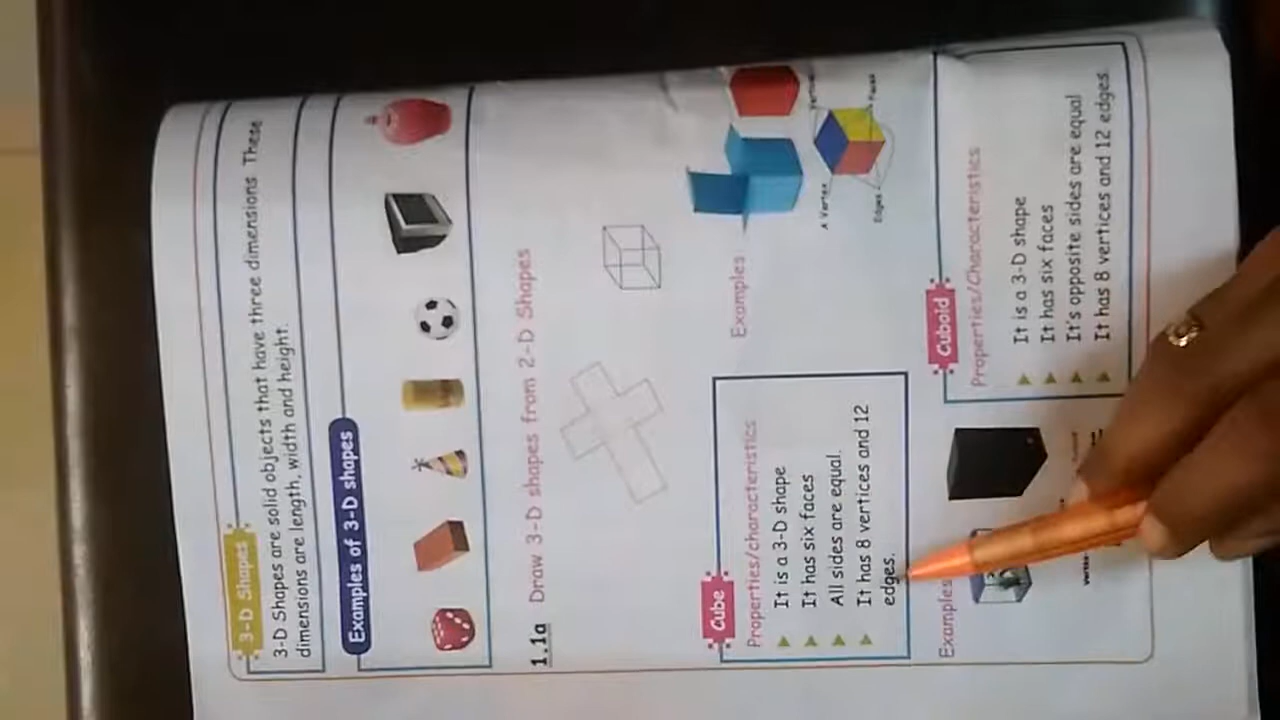 3-D Shapes
3-D Shapes are solid objects that have three dimensions These
dimensions are length, width and height.
Examples of 3-D shapes
1.1a Draw 3-D shapes from 2-D Shapes
Cube
Properties/characteristics
It is a 3-D shape
It has six faces
All sides are equal.
It has 8 vertices and 12
edges.
Examples
A Vertex
Edges
Faces
Cuboid
Properties/Characteristics
It is a 3-D shape
It has six faces
It's opposite sides are equal
It has 8 vertices and 12 edges
Examples